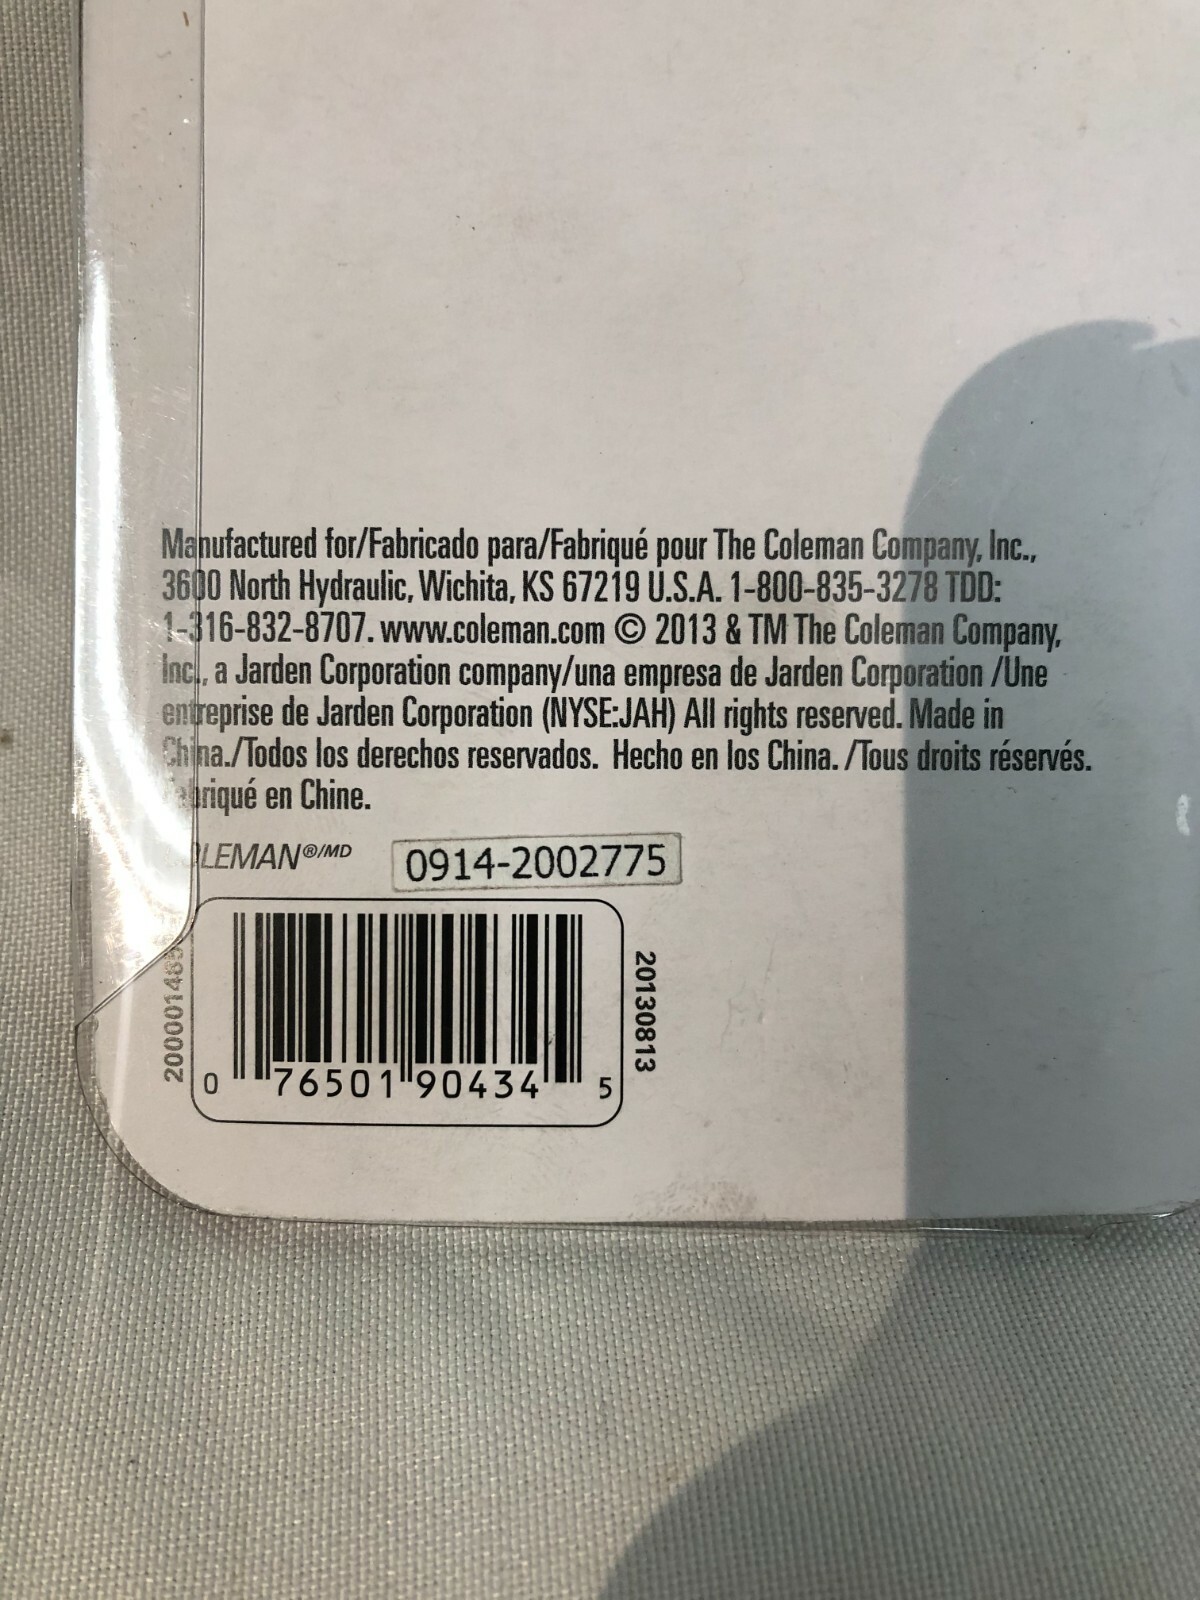 Manufactured for/Fabricado para/Fabriqué pour The Coleman Company, Inc.,
3600 North Hydraulic, Wichita, KS 67219 U.S.A. 1-800-835-3278 TDD:
1-316-832-8707. www.coleman.com © 2013 & TM The Coleman Company,
Inc., a Jarden Corporation company/una empresa de Jarden Corporation /Une
entreprise de Jarden Corporation (NYSE:JAH) All rights reserved. Made in
China./Todos los derechos reservados. Hecho en los China. /Tous droits réservés.
Fabriqué en Chine.
COLEMAN®/MD
0914-2002775
20130813
0 76501 90434 5